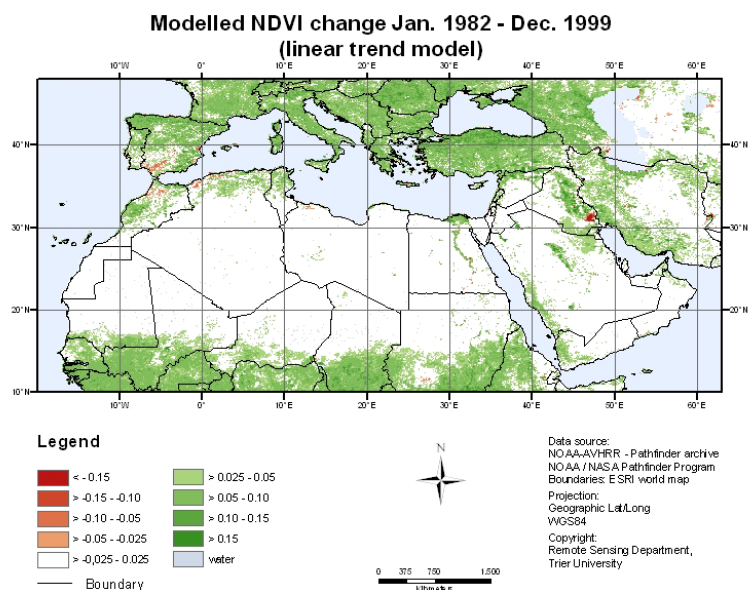 Modelled NDVI change Jan. 1982 - Dec. 1999
(linear trend model)
10°W 0° 10°E 20°E 30°E 40°E 50°E 60°E
40°N 40°N
30°N 30°N
20°N 20°N
10°N 10°N
10°W 0° 10°E 20°E 30°E 40°E 50°E 60°E
Legend
< - 0.15
> -0.15 - -0.10
> -0.10 - -0.05
> -0.05 - -0.025
> -0,025 - 0.025
Boundary
> 0.025 - 0.05
> 0.05 - 0.10
> 0.10 - 0.15
> 0.15
water
N
0 375 750 1.500
kilometers
Data source:
NOAA-AVHRR - Pathfinder archive
NOAA / NASA Pathfinder Program
Boundaries: ESRI world map
Projection:
Geographic Lat/Long
WGS84
Copyright:
Remote Sensing Department,
Trier University